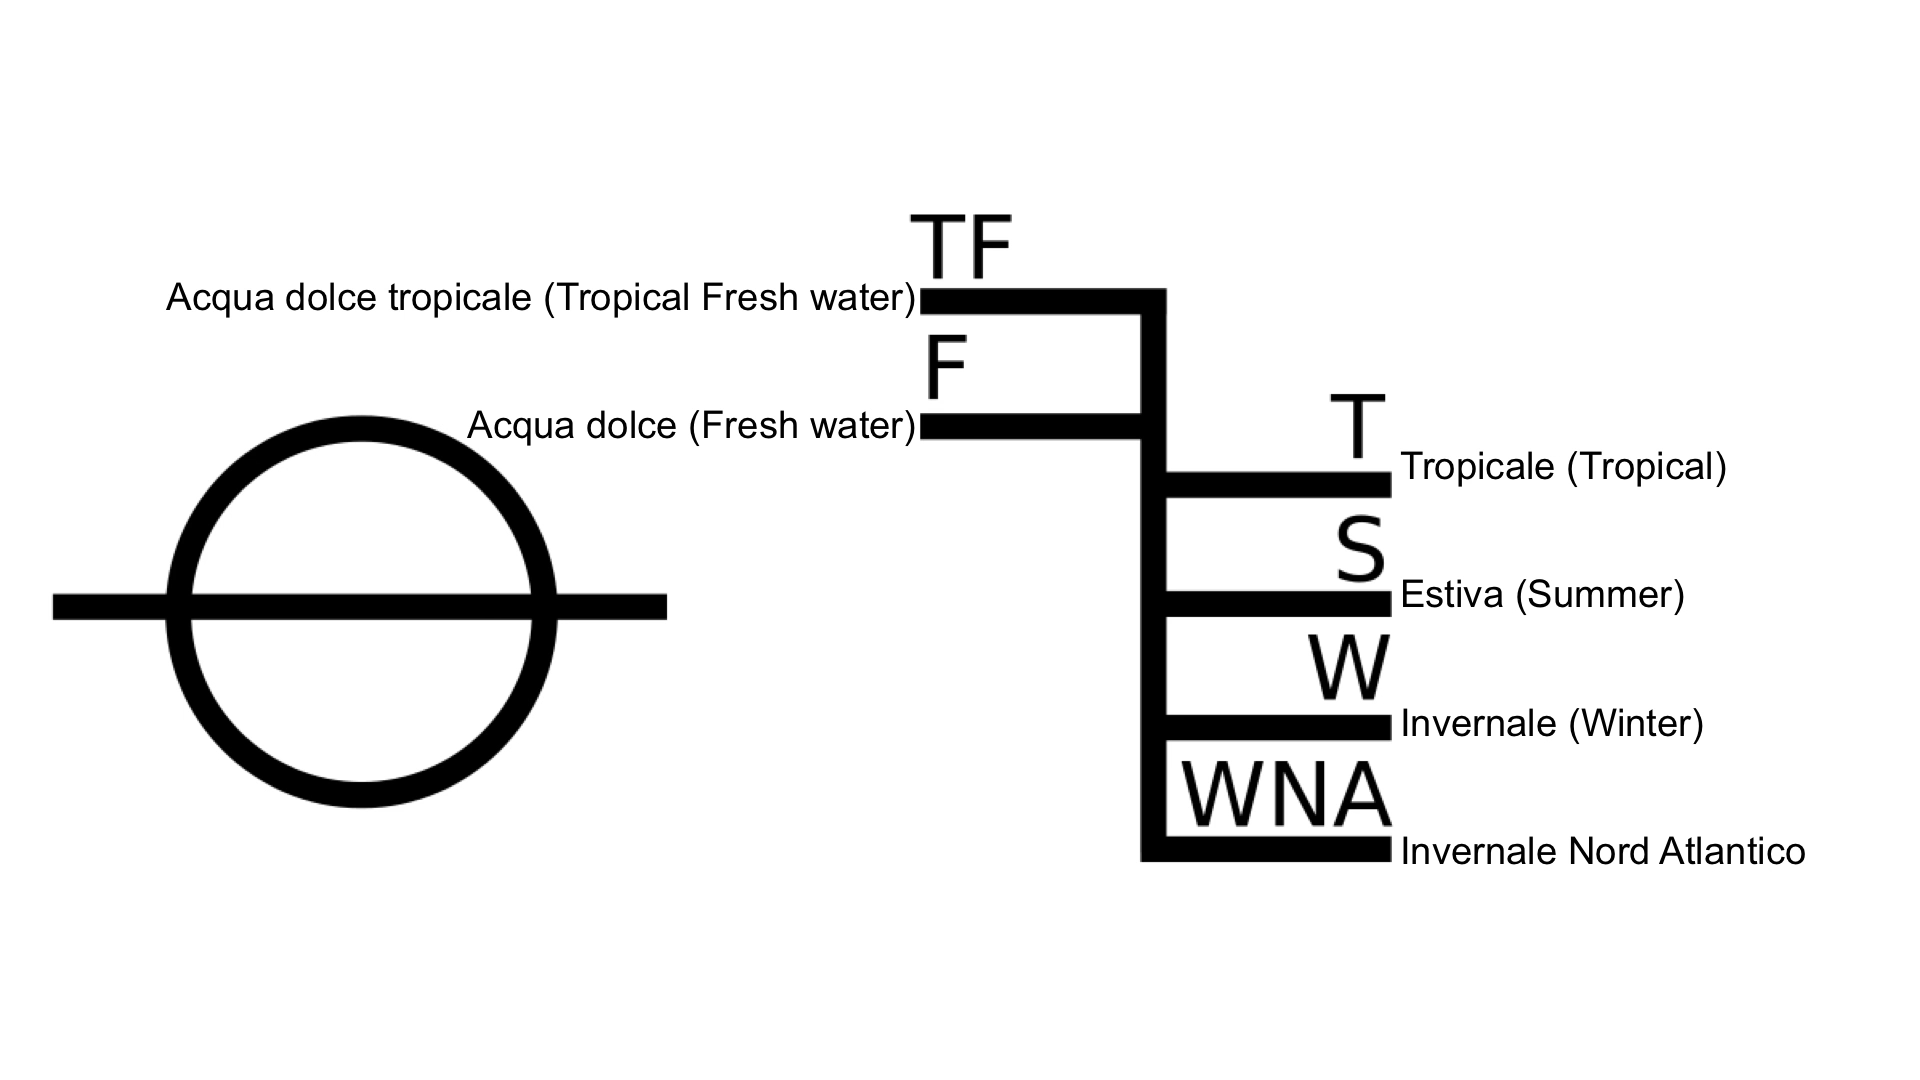 TF
Acqua dolce tropicale (Tropical Fresh water)
F
Acqua dolce (Fresh water)
T
Tropicale (Tropical)
S
Estiva (Summer)
W
Invernale (Winter)
WNA
Invernale Nord Atlantico